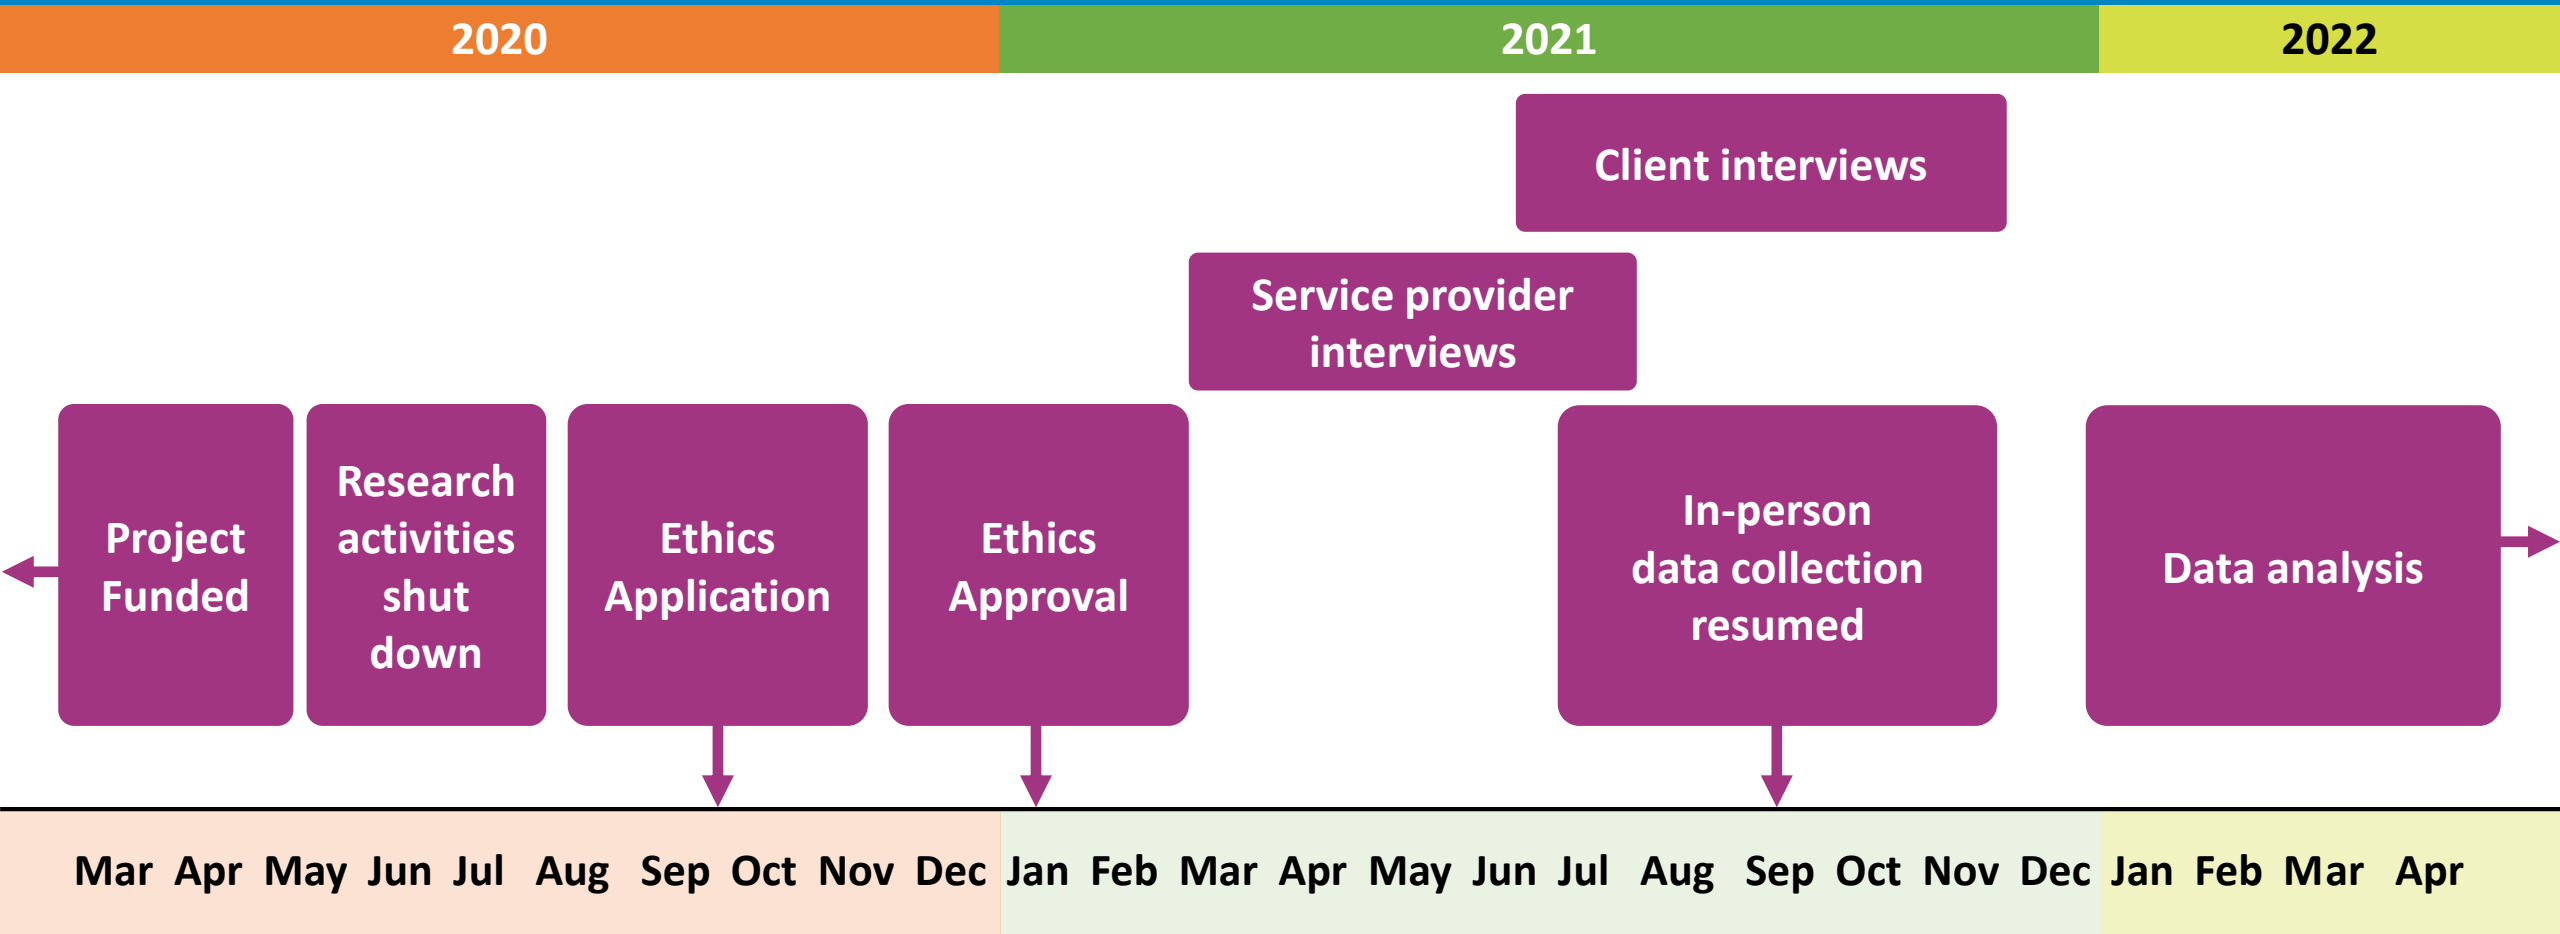 2020 2021 2022
Client interviews
Service provider
interviews
Project
Funded
Research
activities
shut
down
Ethics
Application
Ethics
Approval
In-person
data collection
resumed
Data analysis
Mar Apr May Jun Jul Aug Sep Oct Nov Dec Jan Feb Mar Apr May Jun Jul Aug Sep Oct Nov Dec Jan Feb Mar Apr